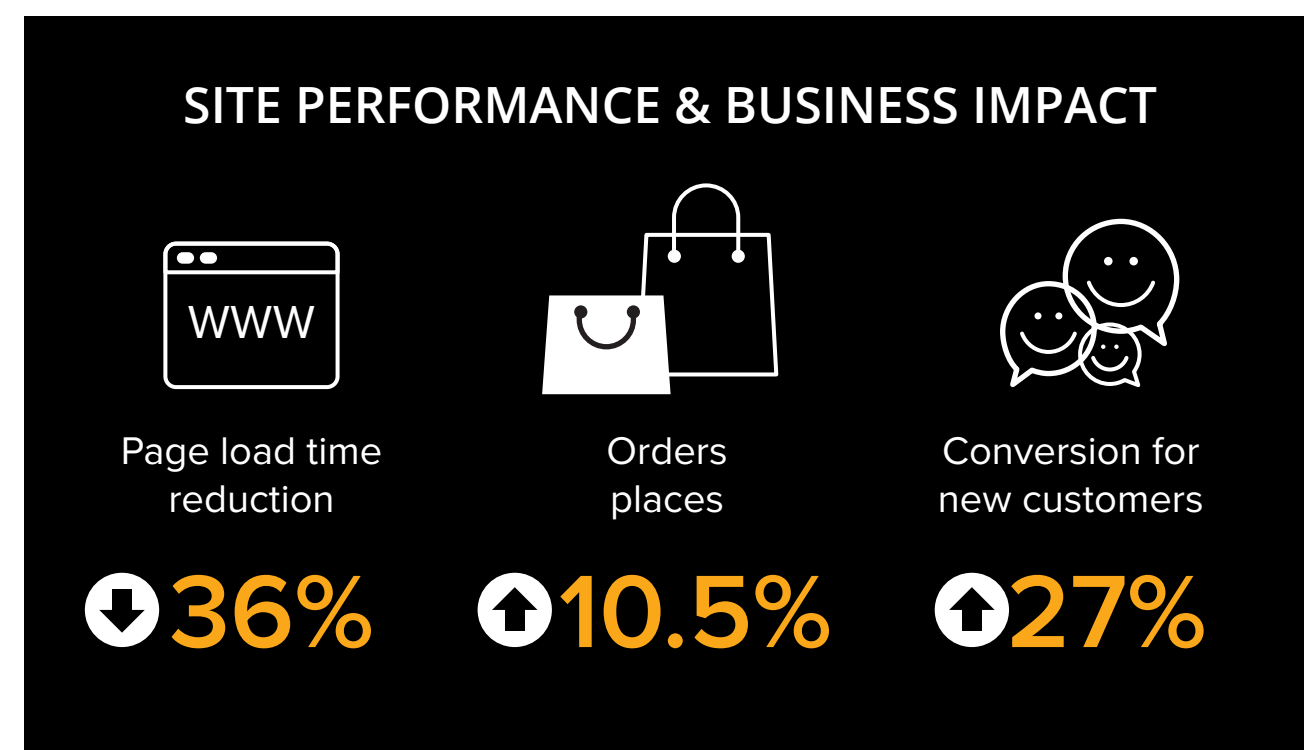 SITE PERFORMANCE & BUSINESS IMPACT
WWW
Page load time
reduction
36%
Orders
places
10.5%
Conversion for
new customers
27%